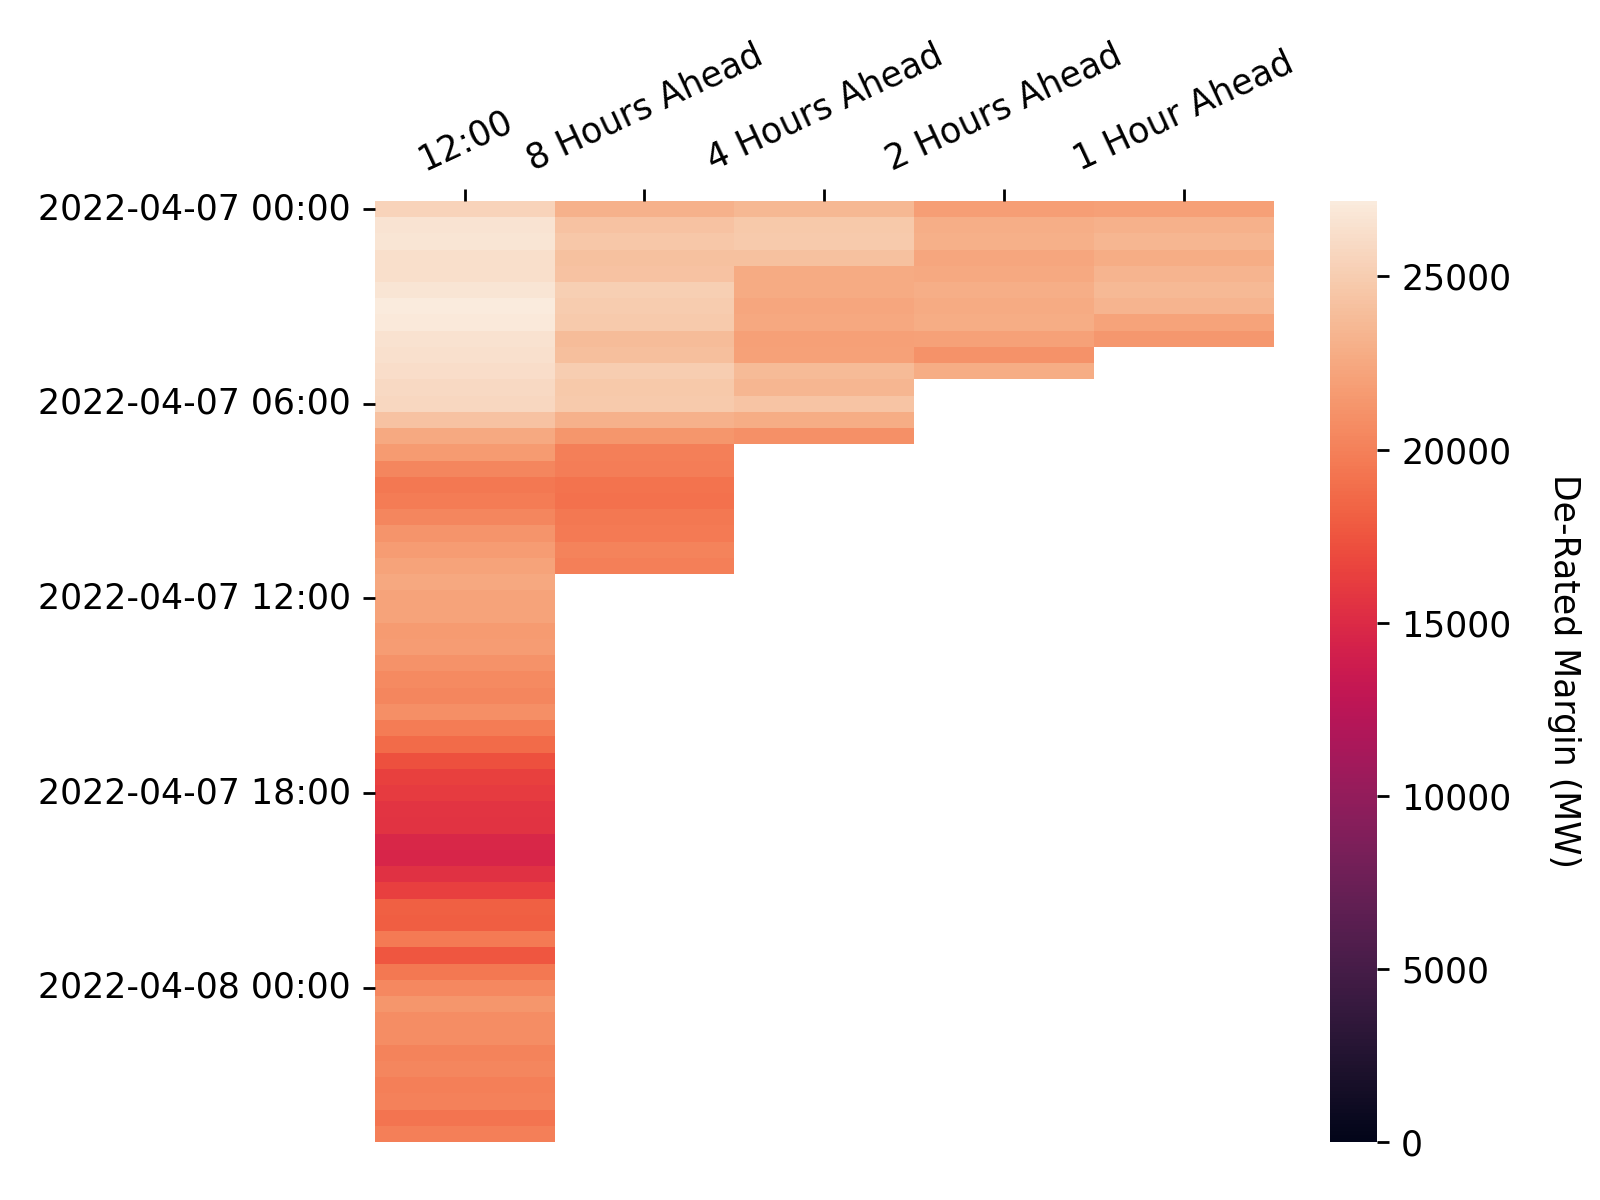 12:00
8 Hours Ahead
4 Hours Ahead
2 Hours Ahead
1 Hour Ahead
2022-04-07 00:00
2022-04-07 06:00
2022-04-07 12:00
2022-04-07 18:00
2022-04-08 00:00
25000
20000
15000
10000
5000
0
De-Rated Margin (MW)